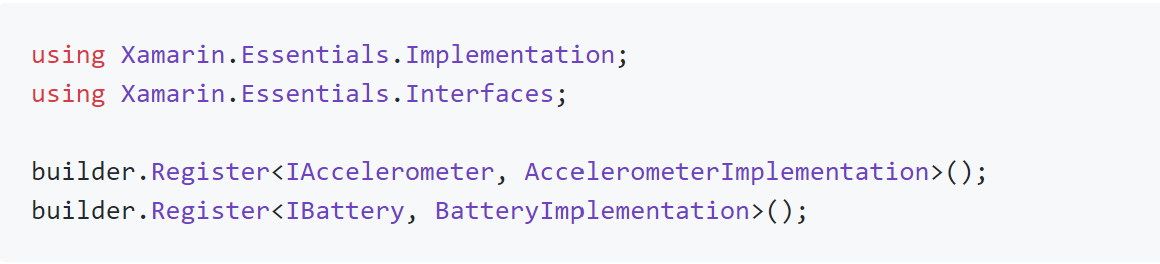 using Xamarin.Essentials.Implementation;
using Xamarin.Essentials.Interfaces;
builder.Register<IAccelerometer, AccelerometerImplementation>();
builder.Register<IBattery, BatteryImplementation>();